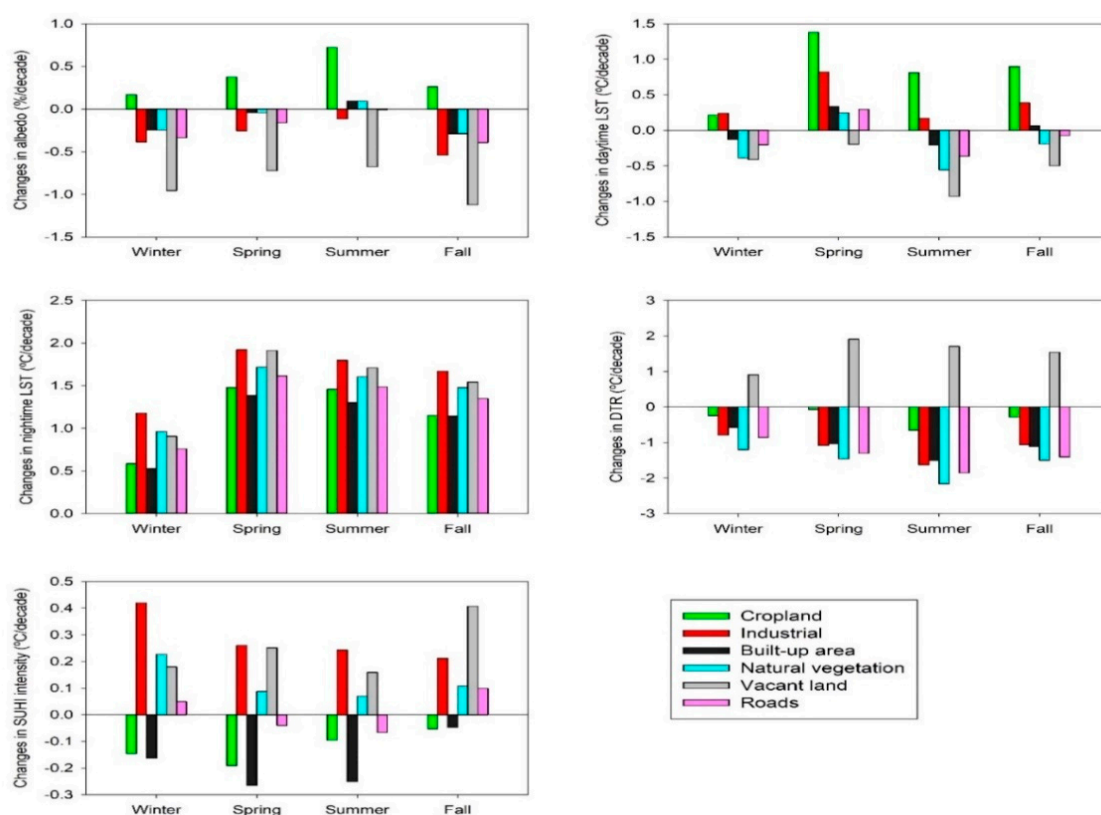 Changes in albedo (%/decade)
1.0
0.5
0.0
-0.5
-1.0
-1.5
Winter Spring Summer Fall
Changes in daytime LST (ºC/decade)
1.5
1.0
0.5
0.0
-0.5
-1.0
-1.5
Winter Spring Summer Fall
Changes in nightime LST (ºC/decade)
2.5
2.0
1.5
1.0
0.5
0.0
Winter Spring Summer Fall
Changes in DTR (ºC/decade)
3
2
1
0
-1
-2
-3
Winter Spring Summer Fall
Changes in SUHI intensity (ºC/decade)
0.5
0.4
0.3
0.2
0.1
0.0
-0.1
-0.2
-0.3
Winter Spring Summer Fall
Cropland
Industrial
Built-up area
Natural vegetation
Vacant land
Roads